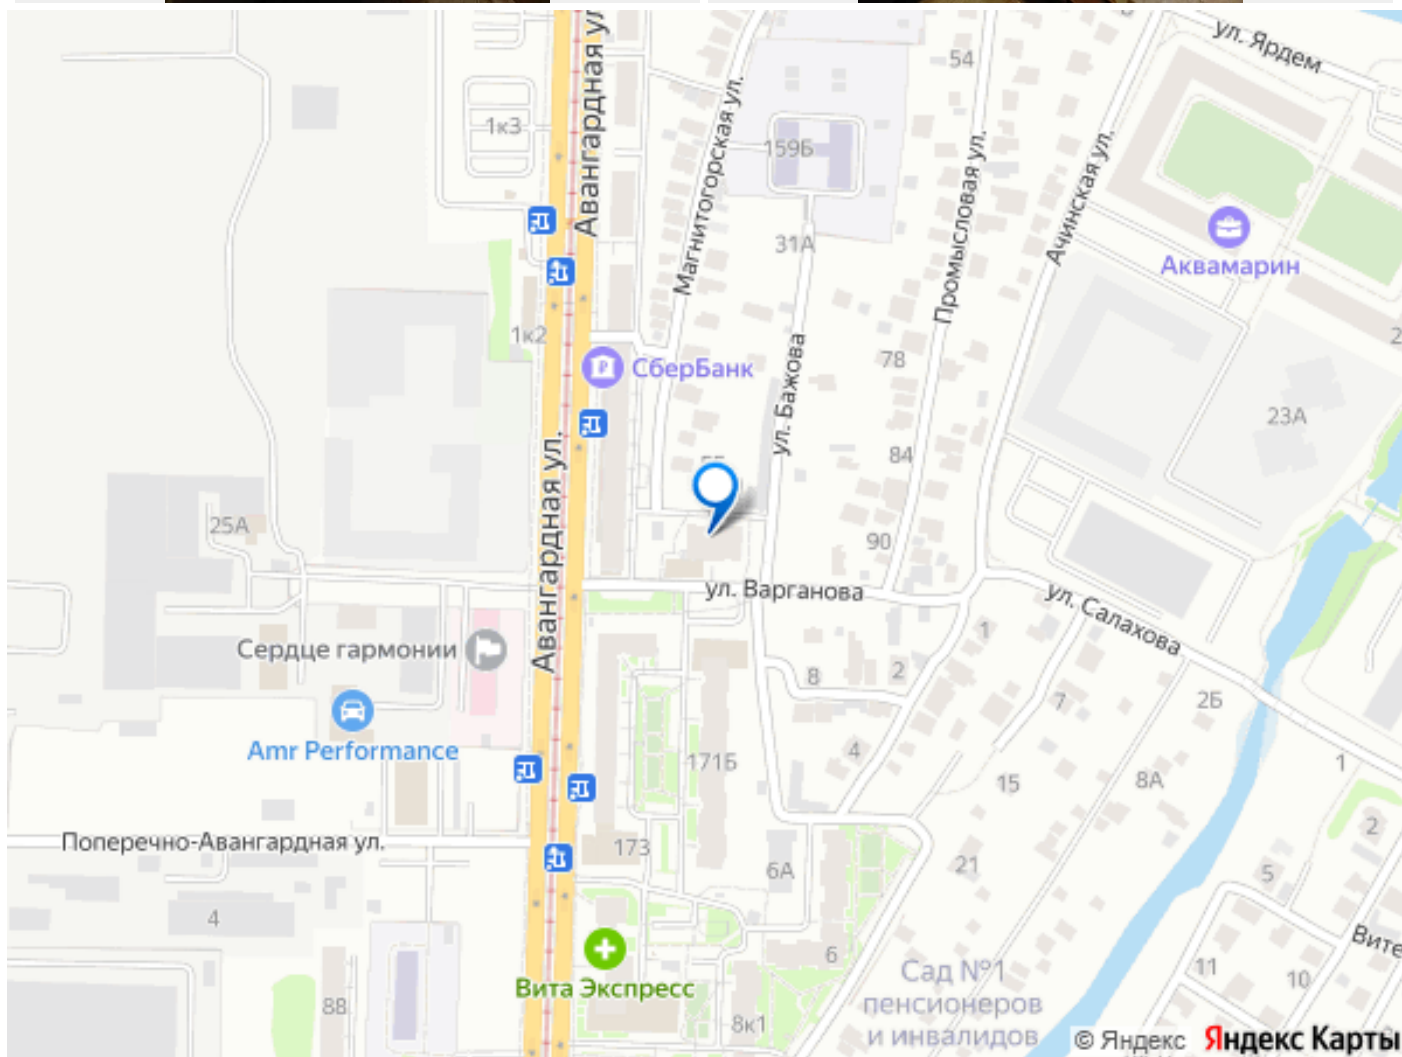 ул. Ярдем
54
Авангардная ул.
1к3
159Б
Магнитогорская ул.
Промысловая ул.
Ачинская ул.
31А
Аквамарин
1к2
СберБанк
78
ул. Бажова
23А
84
Авангардная ул.
25А
90
ул. Варганова
ул. Салахова
Сердце гармонии
1
8
2
7
2Б
Amr Performance
4
171Б
15
8А
1
Поперечно-Авангардная ул.
173
6А
21
2
5
4
Вита Экспресс
6
Сад №1
пенсионеров
и инвалидов
11
10
Вите
8В
8к1
© Яндекс Яндекс Карты